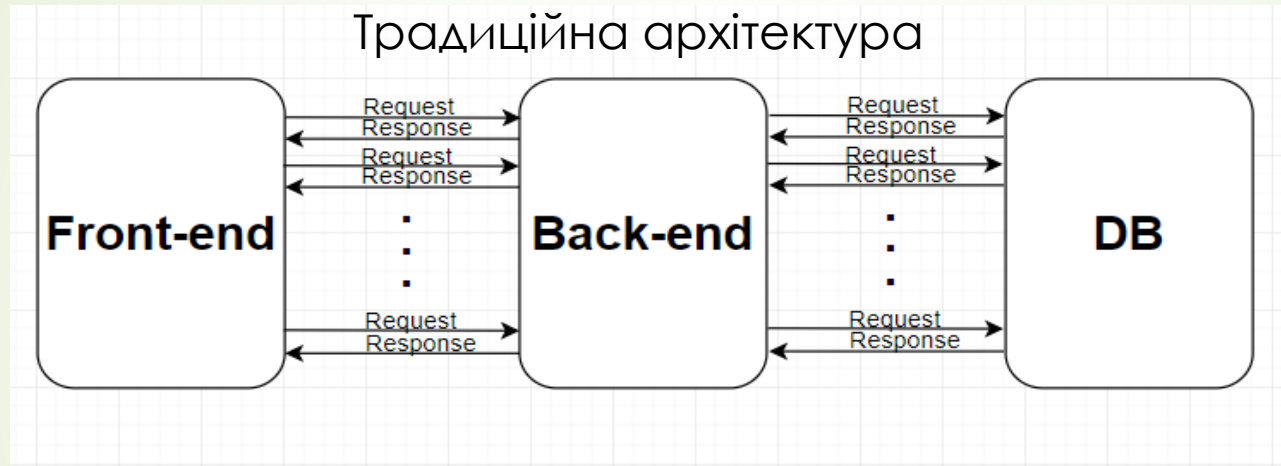 Традиційна архітектура
Request
Response
Request
Response
Request
Response
Request
Response
Front-end
Back-end
DB
Request
Response
Request
Response